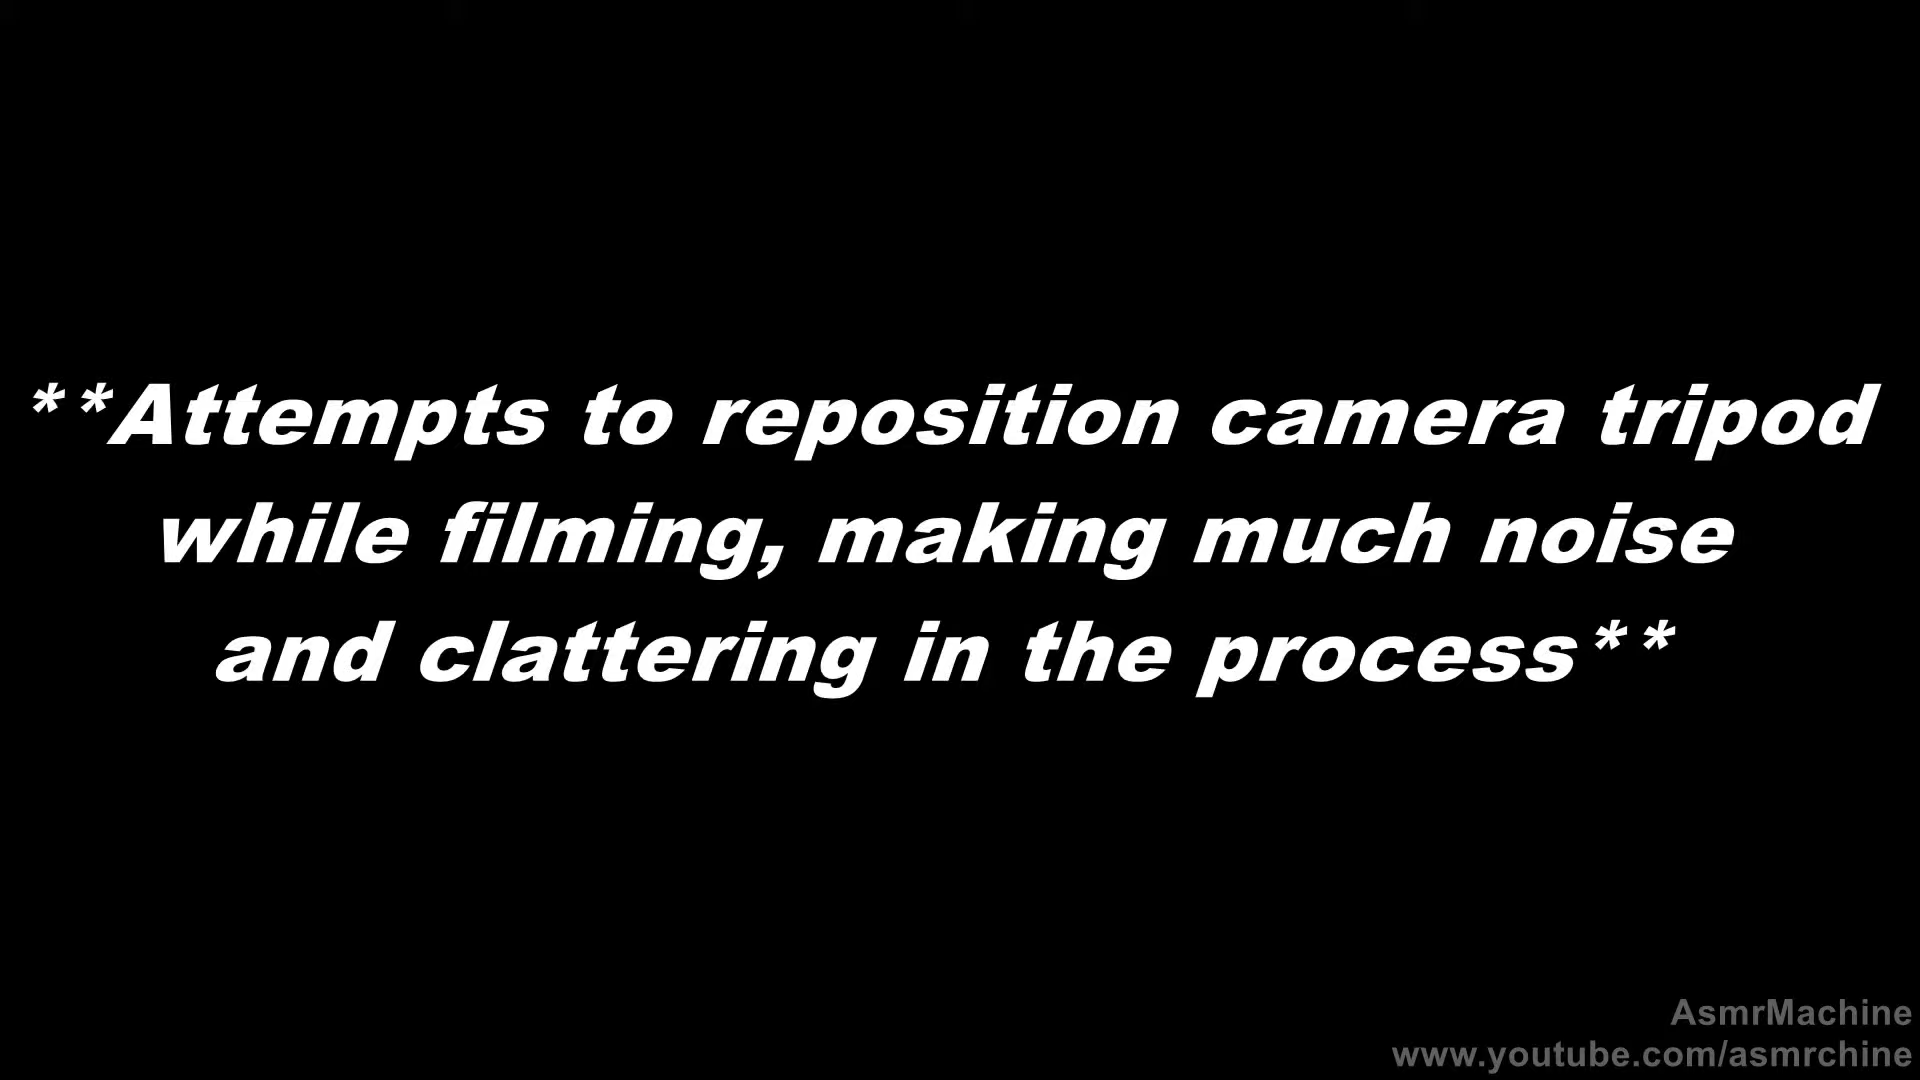 **Attempts to reposition camera tripod
while filming, making much noise
and clattering in the process**
AsmrMachine
www.youtube.com/asmrchine